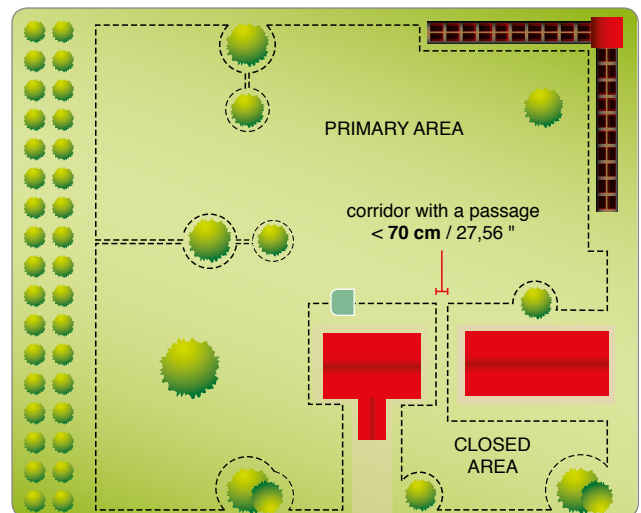 PRIMARY AREA
corridor with a passage
< 70 cm / 27,56 "
CLOSED
AREA